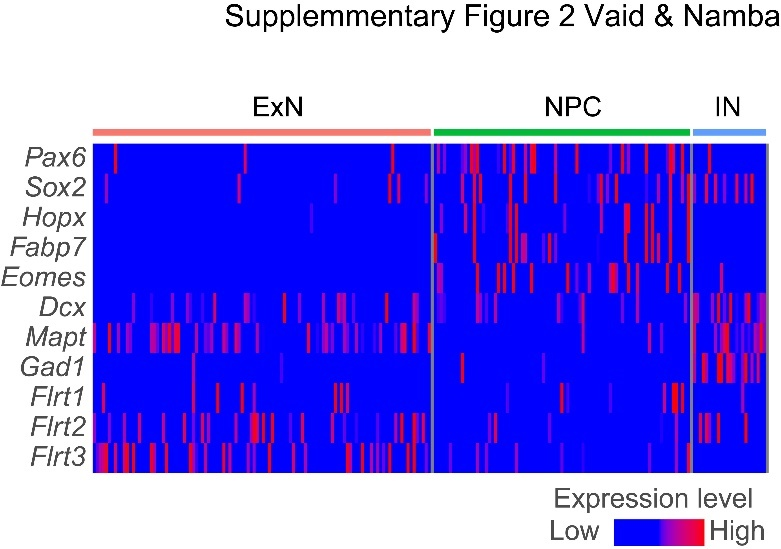 Supplemmentary Figure 2 Vaid & Namba
ExN NPC IN
Pax6
Sox2
Hopx
Fabp7
Eomes
Dcx
Mapt
Gad1
Flrt1
Flrt2
Flrt3
Expression level
Low High